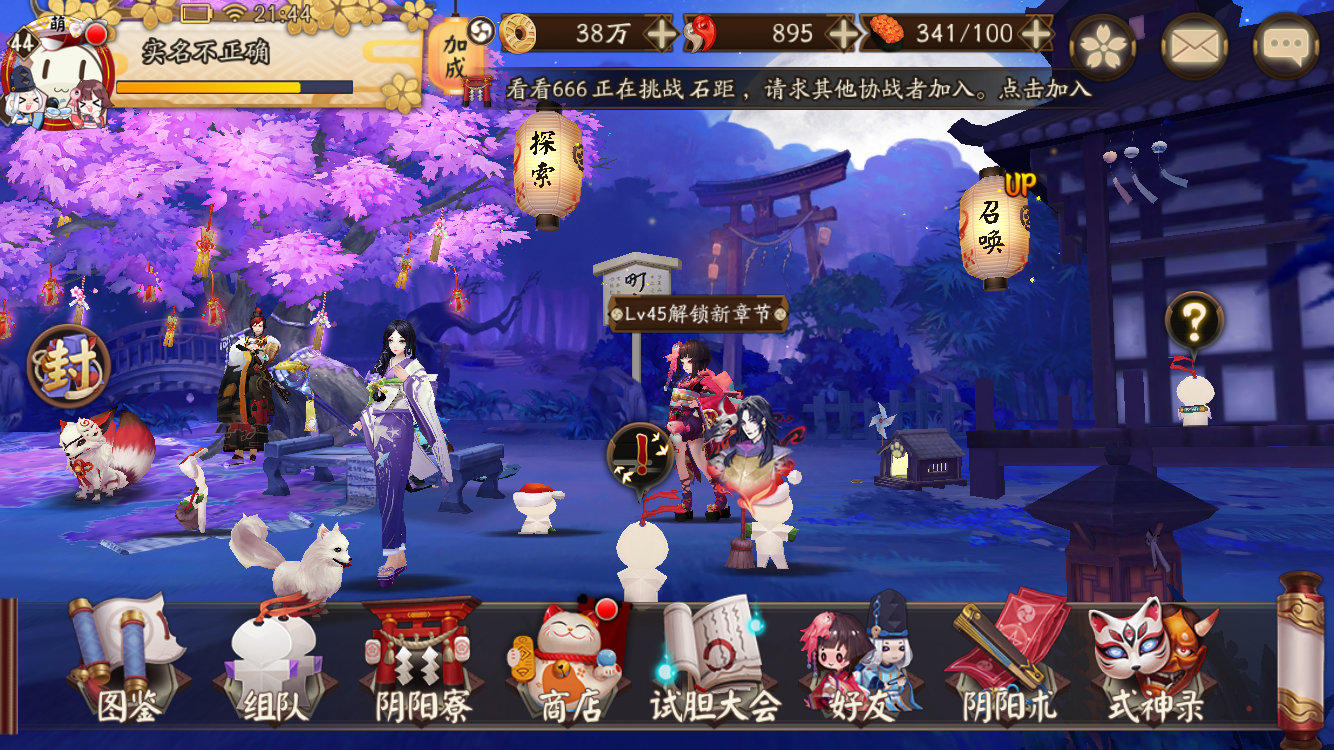 萌
21:44
44
实名不正确
加成
38万
895
341/100
看看666 正在挑战 石距，请求其他协战者加入。点击加入
探索
UP
召唤
町
Lv45解锁新章节
封
图鉴
组队
阴阳寮
商店
试胆大会
好友
阴阳术
式神录